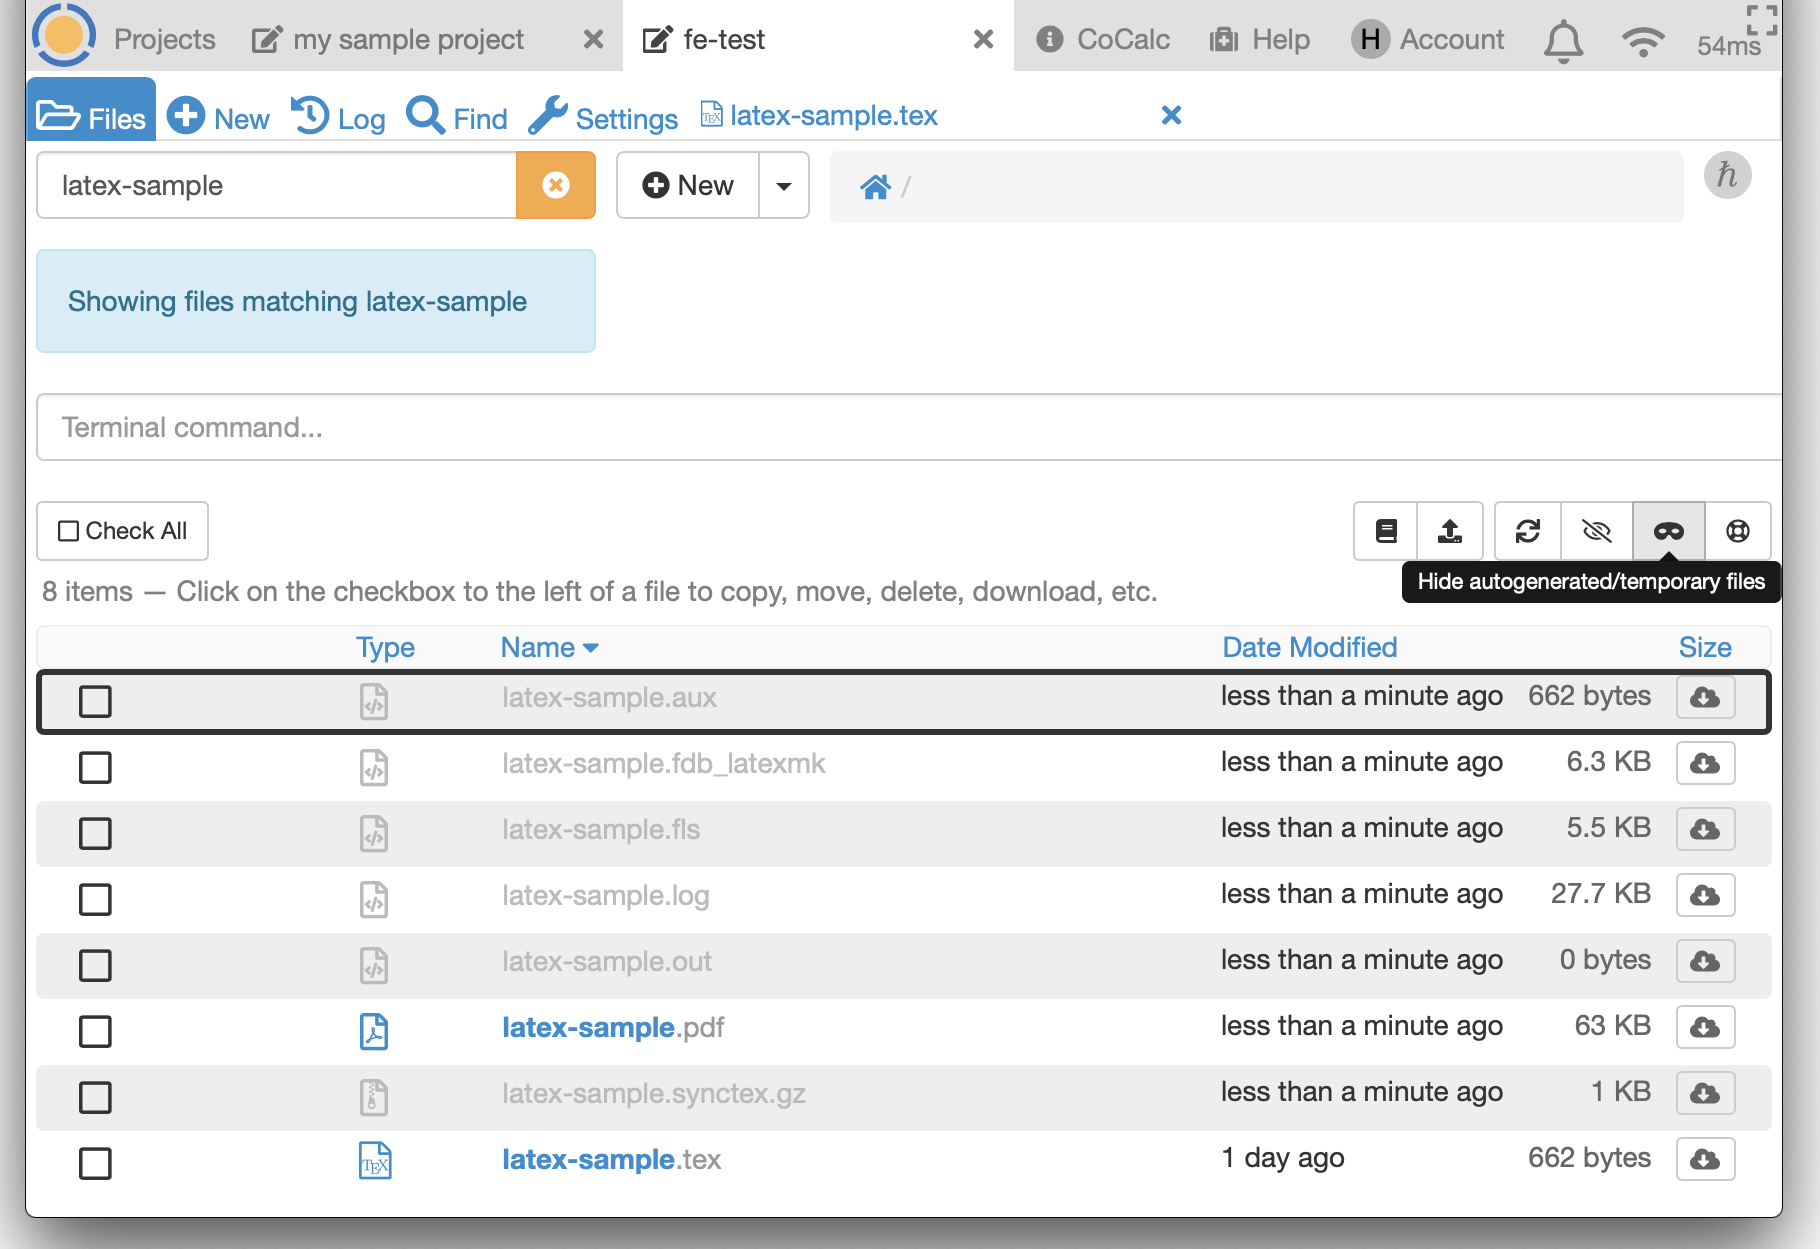 Projects my sample project fe-test CoCalc Help H Account 54ms
Files New Log Find Settings TEX latex-sample.tex
latex-sample New / ℏ
Showing files matching latex-sample
Terminal command...
Check All
8 items — Click on the checkbox to the left of a file to copy, move, delete, download, etc. Hide autogenerated/temporary files
Type Name Date Modified Size
latex-sample.aux less than a minute ago 662 bytes
latex-sample.fdb_latexmk less than a minute ago 6.3 KB
latex-sample.fls less than a minute ago 5.5 KB
latex-sample.log less than a minute ago 27.7 KB
latex-sample.out less than a minute ago 0 bytes
latex-sample.pdf less than a minute ago 63 KB
latex-sample.synctex.gz less than a minute ago 1 KB
TEX latex-sample.tex 1 day ago 662 bytes